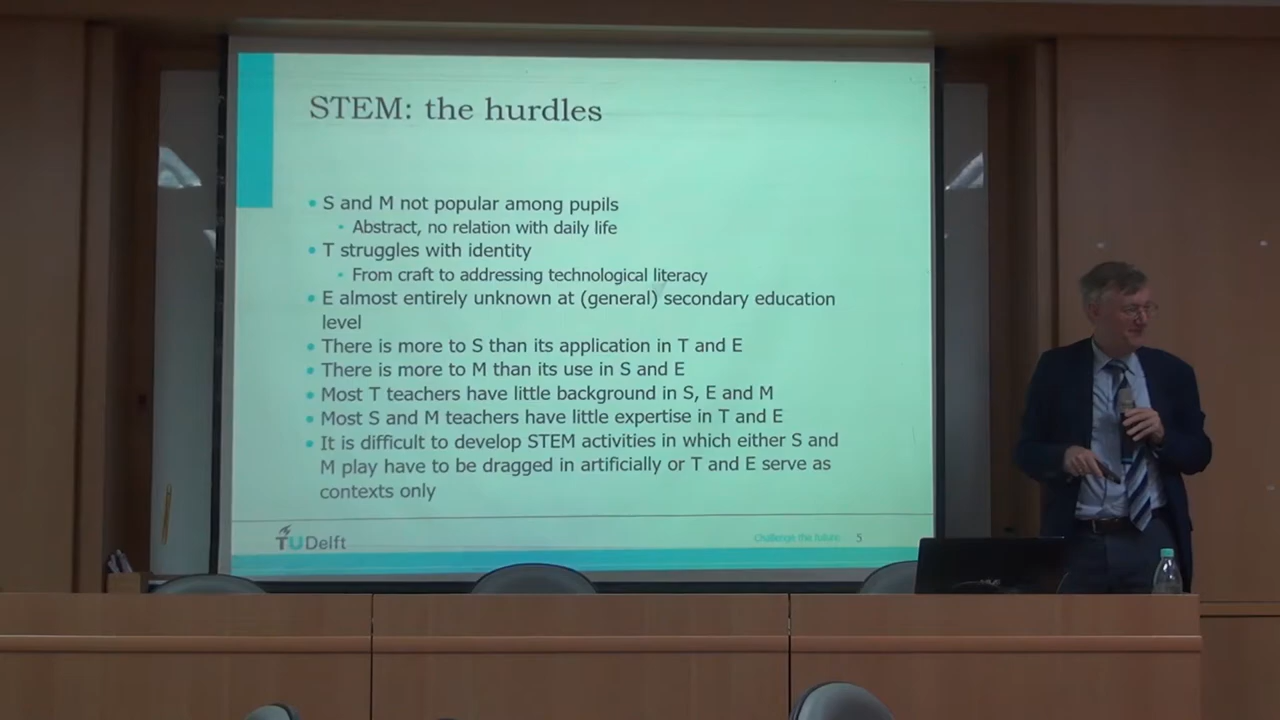 STEM: the hurdles
S and M not popular among pupils
Abstract, no relation with daily life
T struggles with identity
From craft to addressing technological literacy
E almost entirely unknown at (general) secondary education
level
There is more to S than its application in T and E
There is more to M than its use in S and E
Most T teachers have little background in S, E and M
Most S and M teachers have little expertise in T and E
It is difficult to develop STEM activities in which either S and
M play have to be dragged in artificially or T and E serve as
contexts only
TU Delft
Challenge the future 5